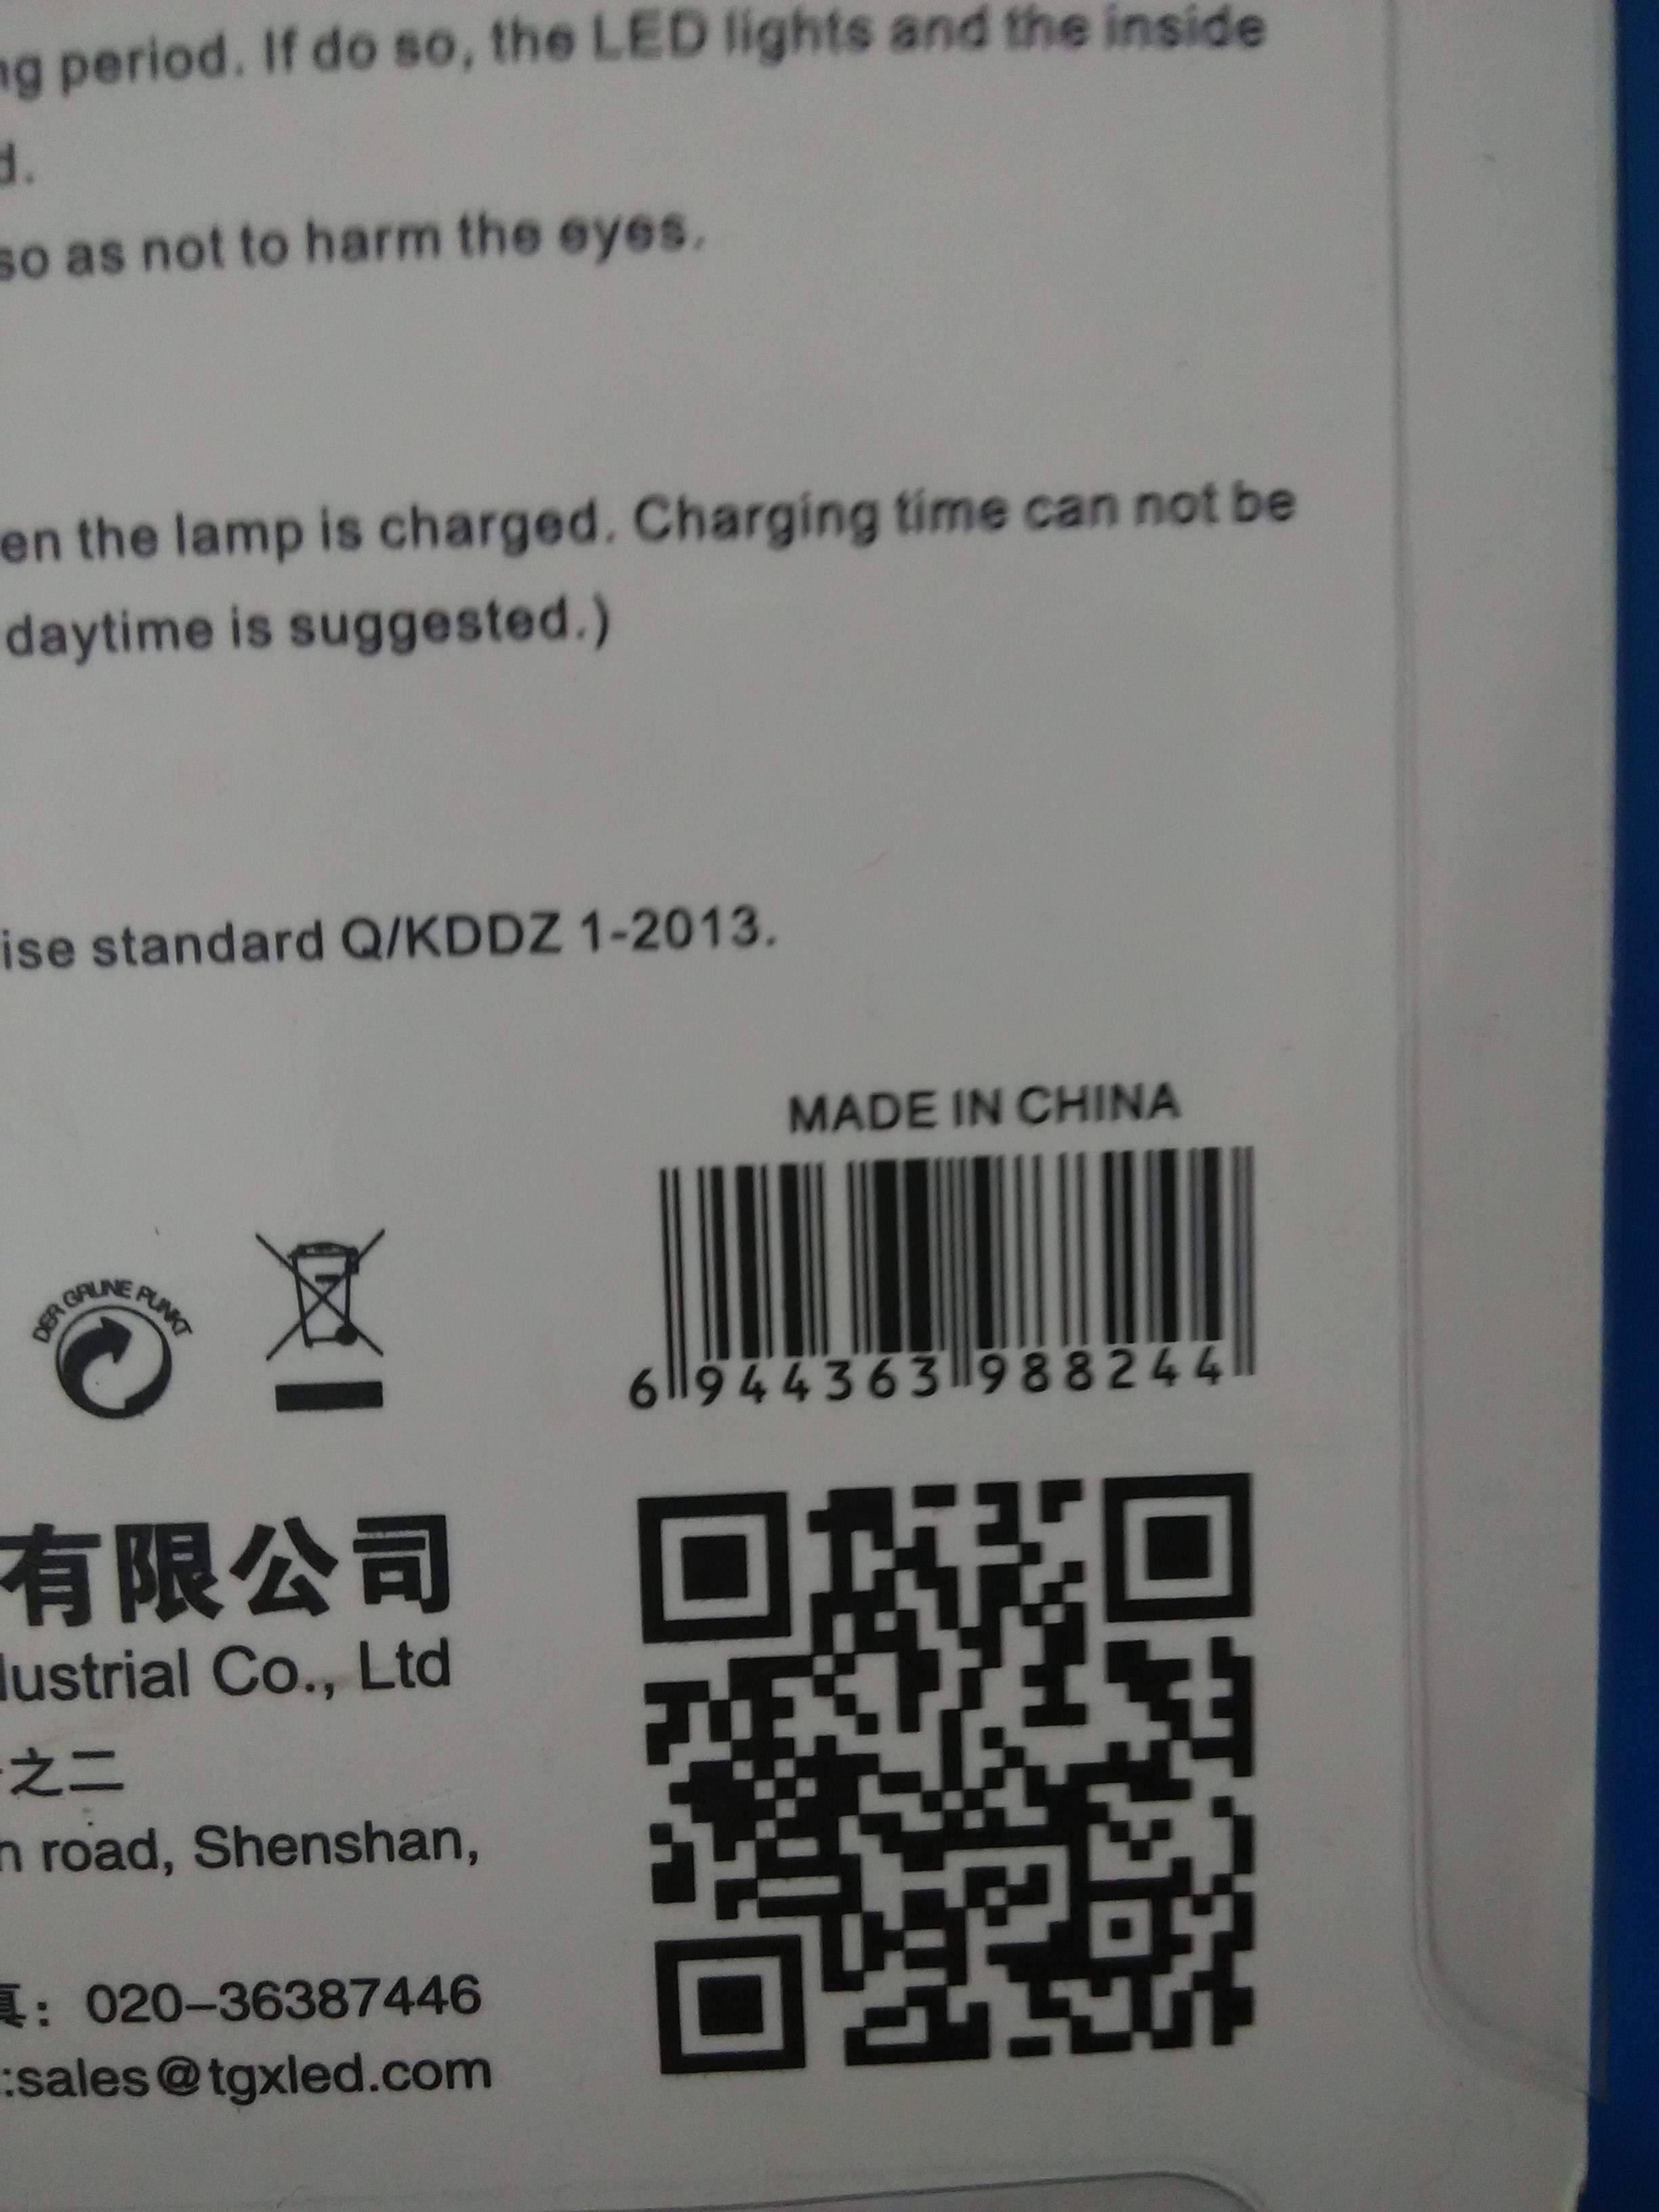 ng period. If do so, the LED lights and the inside
d.
so as not to harm the eyes.
en the lamp is charged. Charging time can not be
daytime is suggested.)
ise standard Q/KDDZ 1-2013.
MADE IN CHINA
6 944363 988244
DER GRÜNE PUNKT
有限公司
dustrial Co., Ltd
之二
n road, Shenshan,
真：020–36387446
:sales@tgxled.com